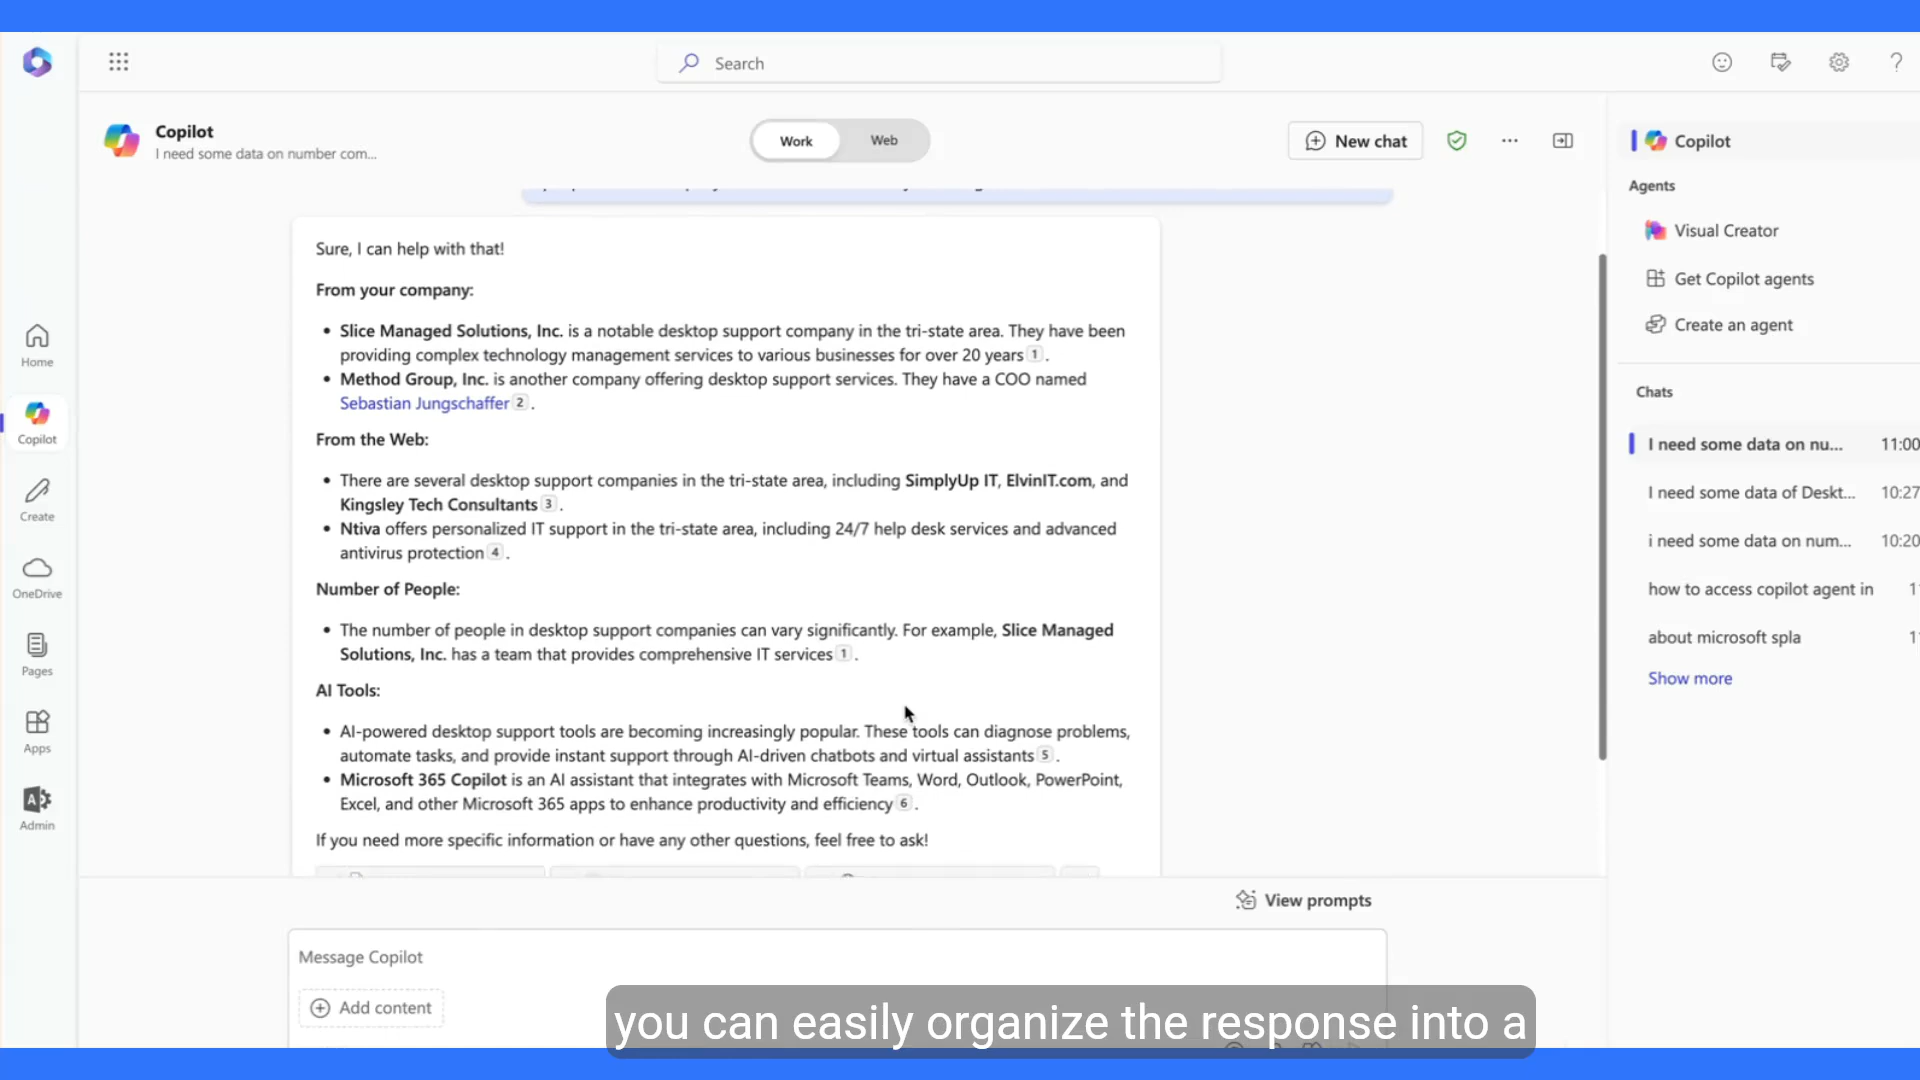 Search
Copilot
I need some data on number com...
Work
Web
New chat
Sure, I can help with that!
From your company:
• Slice Managed Solutions, Inc. is a notable desktop support company in the tri-state area. They have been
providing complex technology management services to various businesses for over 20 years 1.
• Method Group, Inc. is another company offering desktop support services. They have a COO named
Sebastian Jungschaffer 2.
From the Web:
• There are several desktop support companies in the tri-state area, including SimplyUp IT, ElvinIT.com, and
Kingsley Tech Consultants 3.
• Ntiva offers personalized IT support in the tri-state area, including 24/7 help desk services and advanced
antivirus protection 4.
Number of People:
• The number of people in desktop support companies can vary significantly. For example, Slice Managed
Solutions, Inc. has a team that provides comprehensive IT services 1.
AI Tools:
• AI-powered desktop support tools are becoming increasingly popular. These tools can diagnose problems,
automate tasks, and provide instant support through AI-driven chatbots and virtual assistants 5.
• Microsoft 365 Copilot is an AI assistant that integrates with Microsoft Teams, Word, Outlook, PowerPoint,
Excel, and other Microsoft 365 apps to enhance productivity and efficiency 6.
If you need more specific information or have any other questions, feel free to ask!
View prompts
Message Copilot
Add content
you can easily organize the response into a
Home
Copilot
Create
OneDrive
Pages
Apps
Admin
Copilot
Agents
Visual Creator
Get Copilot agents
Create an agent
Chats
I need some data on nu... 11:00
I need some data of Deskt... 10:27
i need some data on num... 10:20
how to access copilot agent in
about microsoft spla
Show more